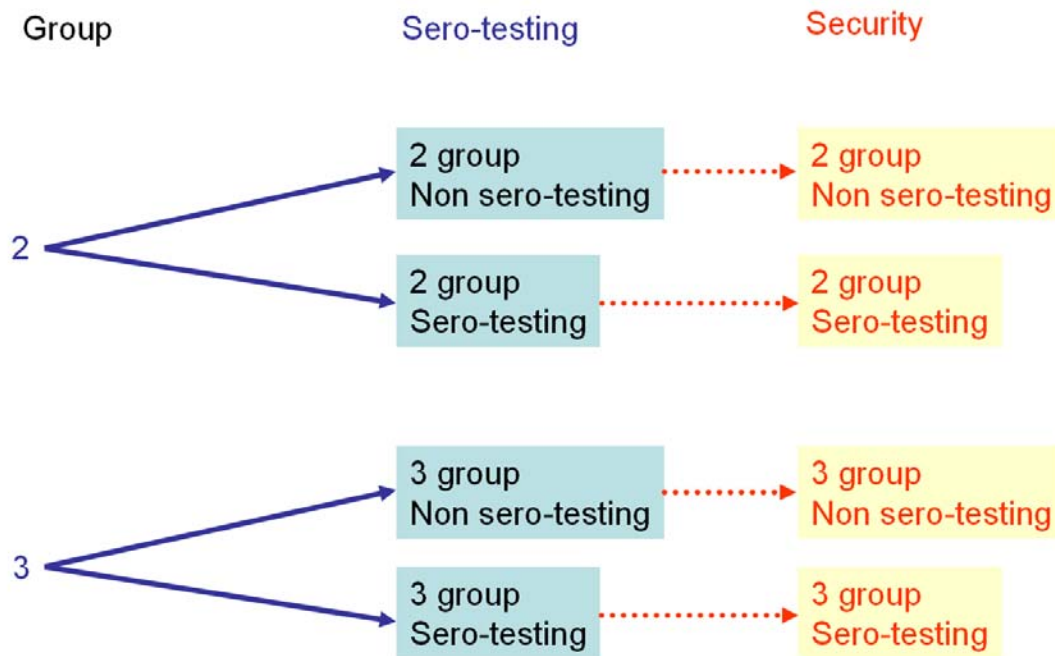 Group
Sero-testing
Security
2
2 group
Non sero-testing
2 group
Non sero-testing
2 group
Sero-testing
2 group
Sero-testing
3
3 group
Non sero-testing
3 group
Non sero-testing
3 group
Sero-testing
3 group
Sero-testing